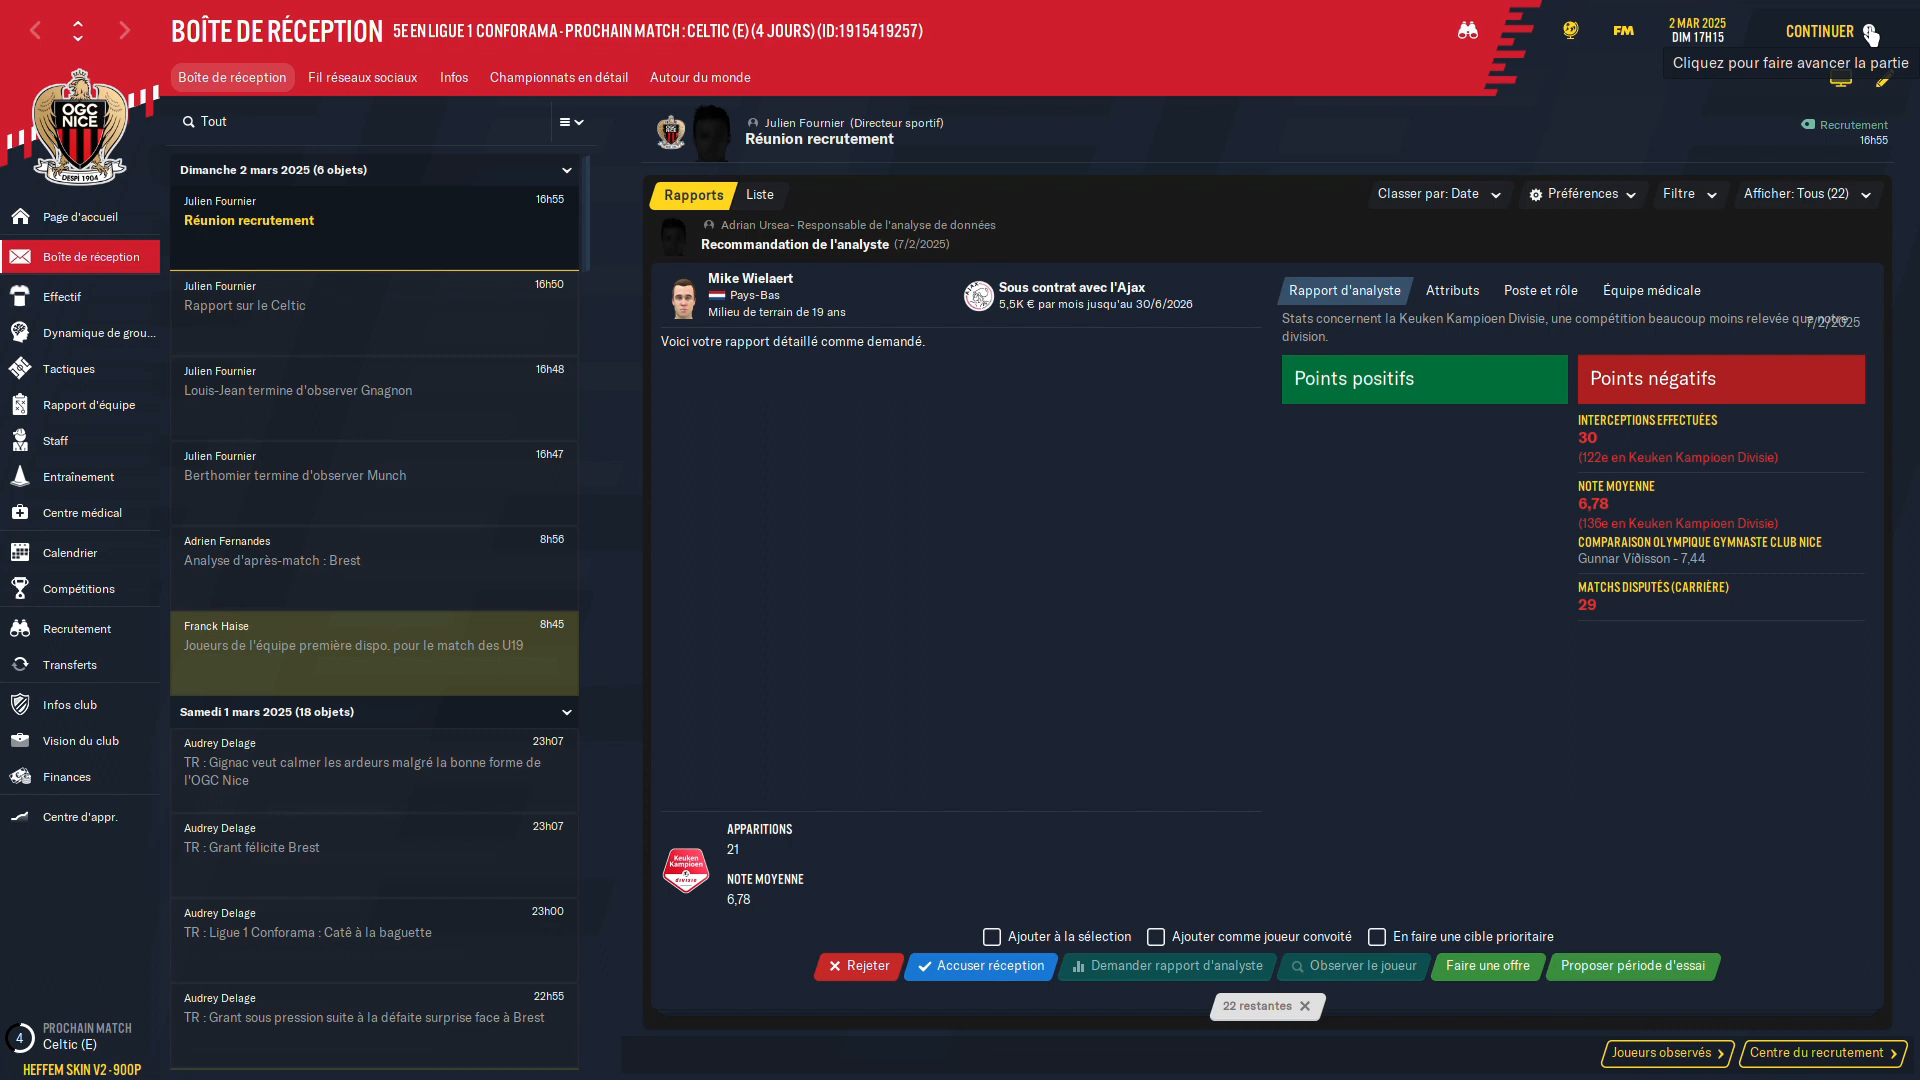 BOÎTE DE RÉCEPTION
5E EN LIGUE 1 CONFORAMA - PROCHAIN MATCH : CELTIC (E) (4 JOURS) (ID:1915419257)
FM
2 MAR 2025
DIM 17H15
CONTINUER
Cliquez pour faire avancer la partie
Boîte de réception
Fil réseaux sociaux
Infos
Championnats en détail
Autour du monde
OGC
NICE
DESPÍ 1904
Page d'accueil
Boîte de réception
Effectif
Dynamique de grou...
Tactiques
Rapport d'équipe
Staff
Entraînement
Centre médical
Calendrier
Compétitions
Recrutement
Transferts
Infos club
Vision du club
Finances
Centre d'appr.
4
PROCHAIN MATCH
Celtic (E)
HEFFEM SKIN V2 - 900P
Tout
Dimanche 2 mars 2025 (6 objets)
Julien Fournier
16h55
Réunion recrutement
Julien Fournier
16h50
Rapport sur le Celtic
Julien Fournier
16h48
Louis-Jean termine d'observer Gnagnon
Julien Fournier
16h47
Berthomier termine d'observer Munch
Adrien Fernandes
8h56
Analyse d'après-match : Brest
Franck Haise
8h45
Joueurs de l'équipe première dispo. pour le match des U19
Samedi 1 mars 2025 (18 objets)
Audrey Delage
23h07
TR : Gignac veut calmer les ardeurs malgré la bonne forme de
l'OGC Nice
Audrey Delage
23h07
TR : Grant félicite Brest
Audrey Delage
23h00
TR : Ligue 1 Conforama : Catê à la baguette
Audrey Delage
22h55
TR : Grant sous pression suite à la défaite surprise face à Brest
Julien Fournier (Directeur sportif)
Réunion recrutement
Recrutement
16h55
Rapports
Liste
Classer par: Date
Préférences
Filtre
Afficher: Tous (22)
Adrian Ursea- Responsable de l'analyse de données
Recommandation de l'analyste (7/2/2025)
Mike Wielaert
Pays-Bas
Milieu de terrain de 19 ans
AJAX
Sous contrat avec l'Ajax
5,5K € par mois jusqu'au 30/6/2026
Voici votre rapport détaillé comme demandé.
Rapport d'analyste
Attributs
Poste et rôle
Équipe médicale
Stats concernent la Keuken Kampioen Divisie, une compétition beaucoup moins relevée que notre
division.
7/2/2025
Points positifs
Points négatifs
INTERCEPTIONS EFFECTUÉES
30
(122e en Keuken Kampioen Divisie)
NOTE MOYENNE
6,78
(136e en Keuken Kampioen Divisie)
COMPARAISON OLYMPIQUE GYMNASTE CLUB NICE
Gunnar Víðisson - 7,44
MATCHS DISPUTÉS (CARRIÈRE)
29
Keuken
Kampioen
divisie
APPARITIONS
21
NOTE MOYENNE
6,78
Ajouter à la sélection
Ajouter comme joueur convoité
En faire une cible prioritaire
Rejeter
Accuser réception
Demander rapport d'analyste
Observer le joueur
Faire une offre
Proposer période d'essai
22 restantes
Joueurs observés
Centre du recrutement